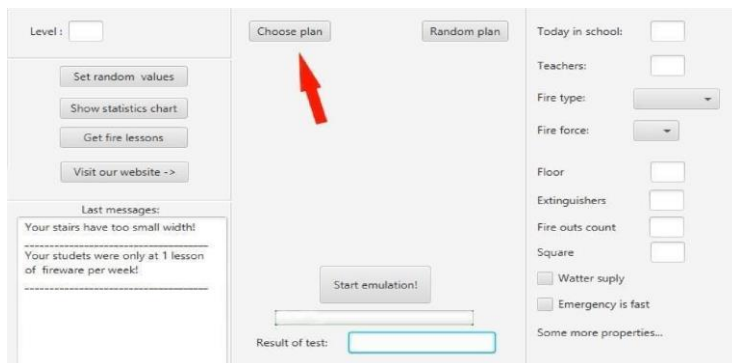 Level :
Set random values
Show statistics chart
Get fire lessons
Visit our website ->
Last messages:
Your stairs have too small width!
Your studets were only at 1 lesson
of fireware per week!
Choose plan
Random plan
Start emulation!
Result of test:
Today in school:
Teachers:
Fire type:
Fire force:
Floor
Extinguishers
Fire outs count
Square
Watter suply
Emergency is fast
Some more properties...